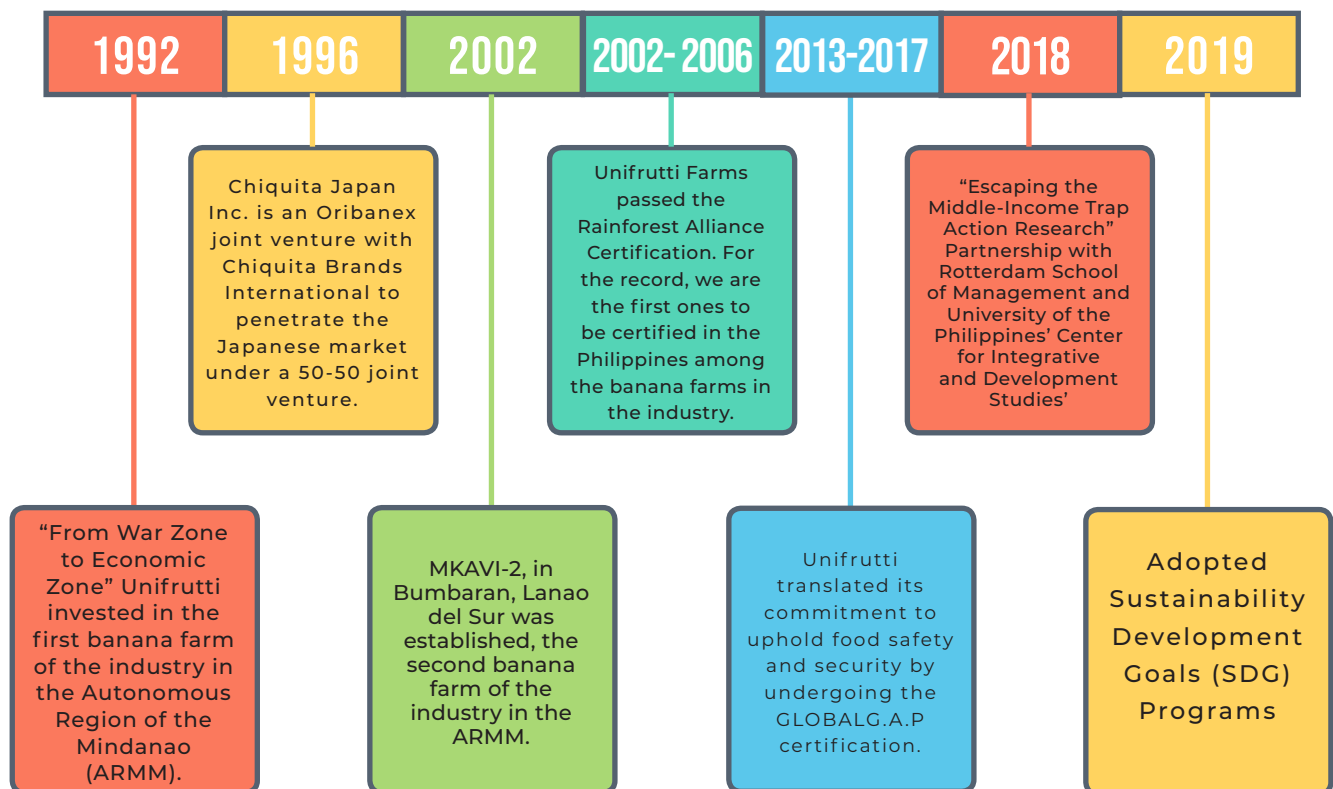 1992
1996
2002
2002- 2006
2013-2017
2018
2019
Chiquita Japan
Inc. is an Oribanex
joint venture with
Chiquita Brands
International to
penetrate the
Japanese market
under a 50-50 joint
venture.
Unifrutti Farms
passed the
Rainforest Alliance
Certification. For
the record, we are
the first ones to
be certified in the
Philippines among
the banana farms in
the industry.
“Escaping the
Middle-Income Trap
Action Research”
Partnership with
Rotterdam School
of Management and
University of the
Philippines’ Center
for Integrative
and Development
Studies’
“From War Zone
to Economic
Zone” Unifrutti
invested in the
first banana farm
of the industry in
the Autonomous
Region of the
Mindanao
(ARMM).
MKAVI-2, in
Bumbaran, Lanao
del Sur was
established, the
second banana
farm of the
industry in the
ARMM.
Unifrutti
translated its
commitment to
uphold food safety
and security by
undergoing the
GLOBALG.A.P
certification.
Adopted
Sustainability
Development
Goals (SDG)
Programs